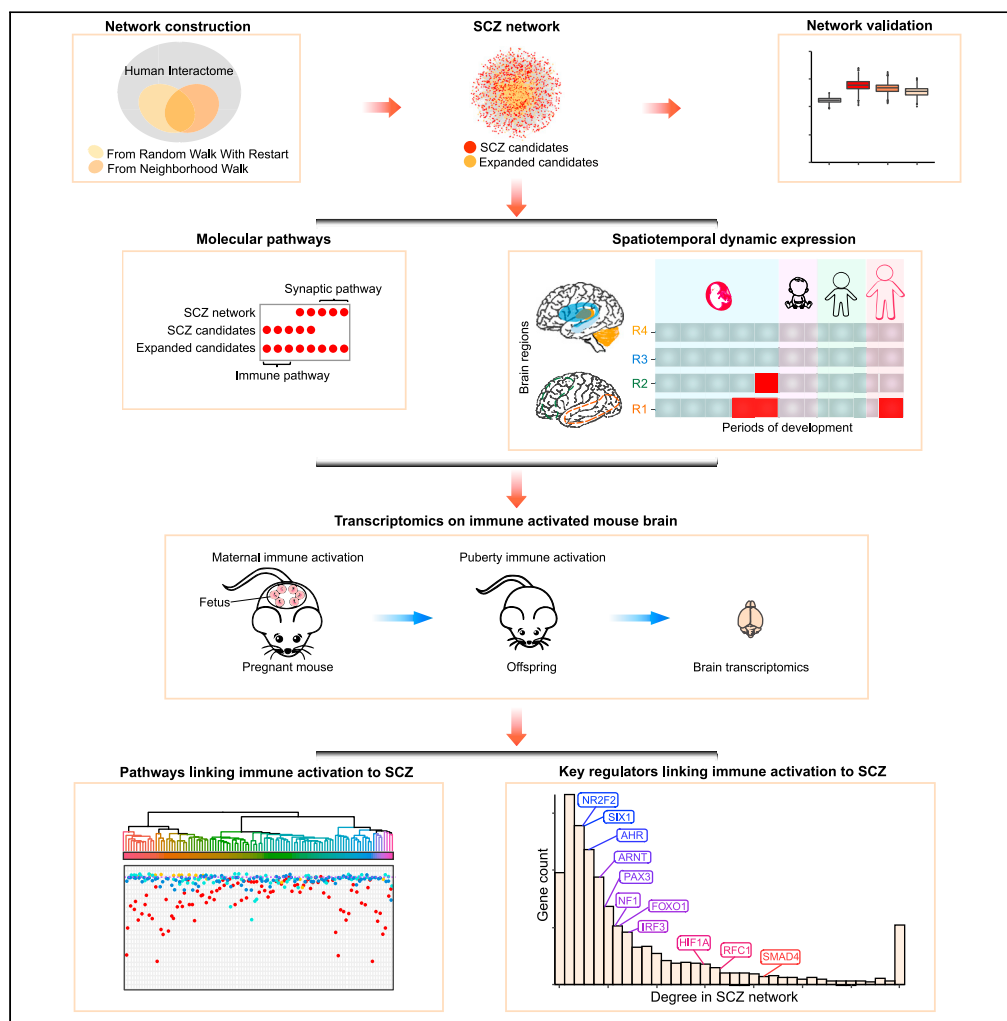 Network construction
SCZ network
Network validation
Human Interactome
From Random Walk With Restart
From Neighborhood Walk
SCZ candidates
Expanded candidates
Molecular pathways
Spatiotemporal dynamic expression
Synaptic pathway
SCZ network
SCZ candidates
Expanded candidates
Immune pathway
Brain regions
R4
R3
R2
R1
Periods of development
Transcriptomics on immune activated mouse brain
Maternal immune activation
Puberty immune activation
Fetus
Pregnant mouse
Offspring
Brain transcriptomics
Pathways linking immune activation to SCZ
Key regulators linking immune activation to SCZ
Gene count
NR2F2
SIX1
AHR
ARNT
PAX3
NF1
FOXO1
IRF3
HIF1A
RFC1
SMAD4
Degree in SCZ network